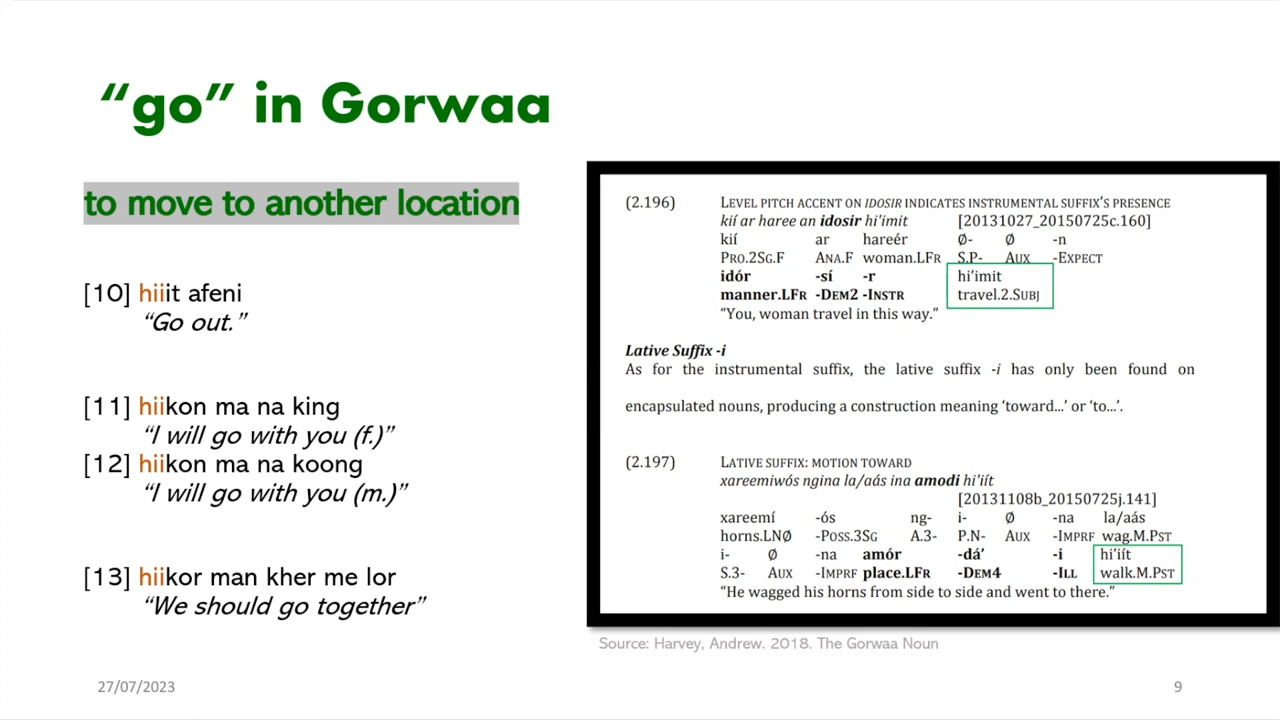 “go” in Gorwaa
to move to another location
[10] hiiit afeni
“Go out.”
[11] hiikon ma na king
“I will go with you (f.)”
[12] hiikon ma na koong
“I will go with you (m.)”
[13] hiikor man kher me lor
“We should go together”
(2.196) LEVEL PITCH ACCENT ON IDOSIR INDICATES INSTRUMENTAL SUFFIX’S PRESENCE
kií ar haree an idosir hi’imit [20131027_20150725c.160]
kií ar hareér Ø- Ø -n
PRO.2SG.F ANA.F woman.LFR S.P- AUX -EXPECT
idór -sí -r hi’imit
manner.LFR -DEM2 -INSTR travel.2.SUBJ
“You, woman travel in this way.”
Lative Suffix -i
As for the instrumental suffix, the lative suffix -i has only been found on
encapsulated nouns, producing a construction meaning ‘toward...’ or ‘to...’.
(2.197) LATIVE SUFFIX: MOTION TOWARD
xareemiwós ngina la/aás ina amodi hi’iít
[20131108b_20150725j.141]
xareemí -ós ng- i- Ø -na la/aás
horns.LNØ -POSS.3SG A.3- P.N- AUX -IMPRF wag.M.PST
i- Ø -na amór -dá’ -i hi’iít
S.3- AUX -IMPRF place.LFR -DEM4 -ILL walk.M.PST
“He wagged his horns from side to side and went to there.”
Source: Harvey, Andrew. 2018. The Gorwaa Noun
27/07/2023
9